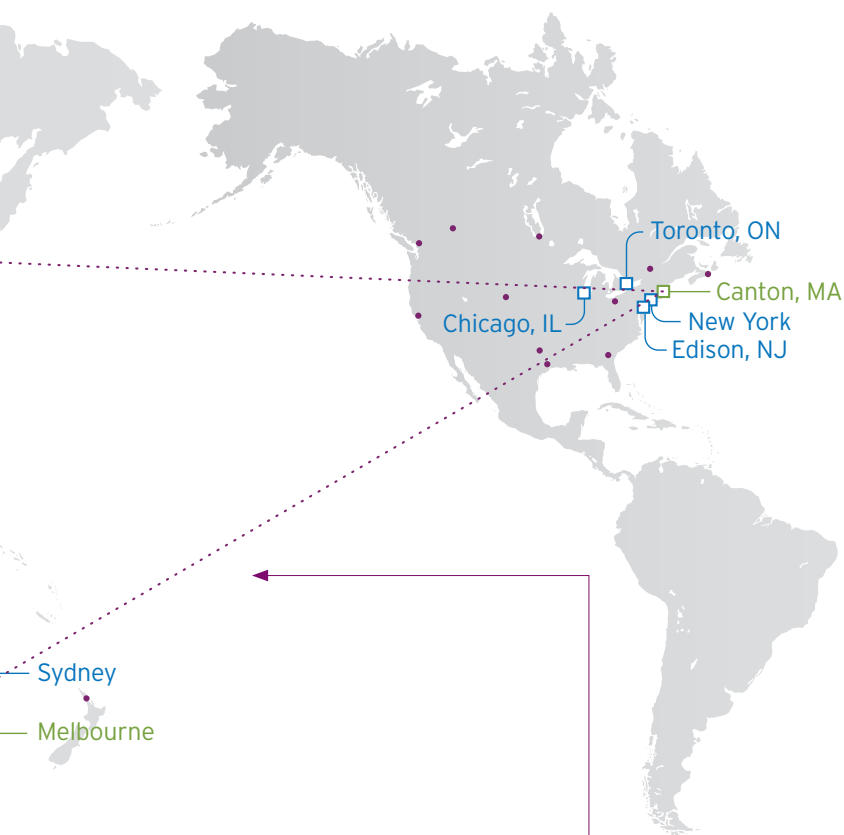 Toronto, ON
Canton, MA
Chicago, IL
New York
Edison, NJ
Sydney
Melbourne